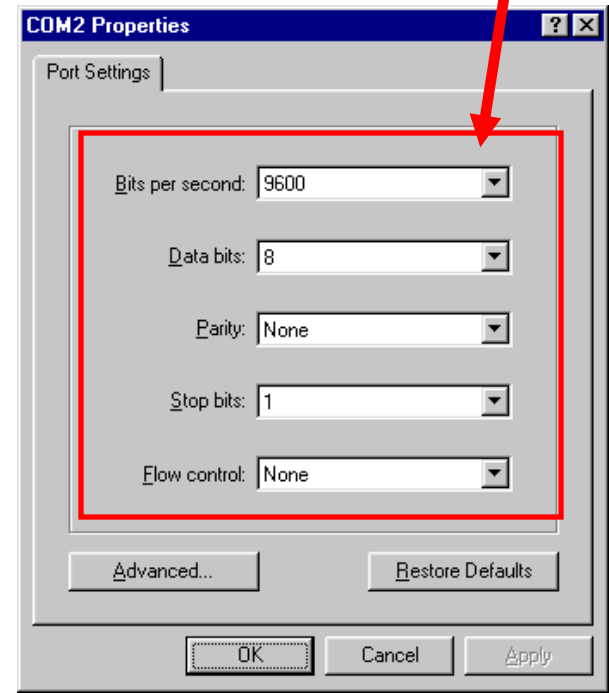 COM2 Properties
Port Settings
Bits per second: 9600
Data bits: 8
Parity: None
Stop bits: 1
Flow control: None
Advanced... Restore Defaults
OK Cancel Apply